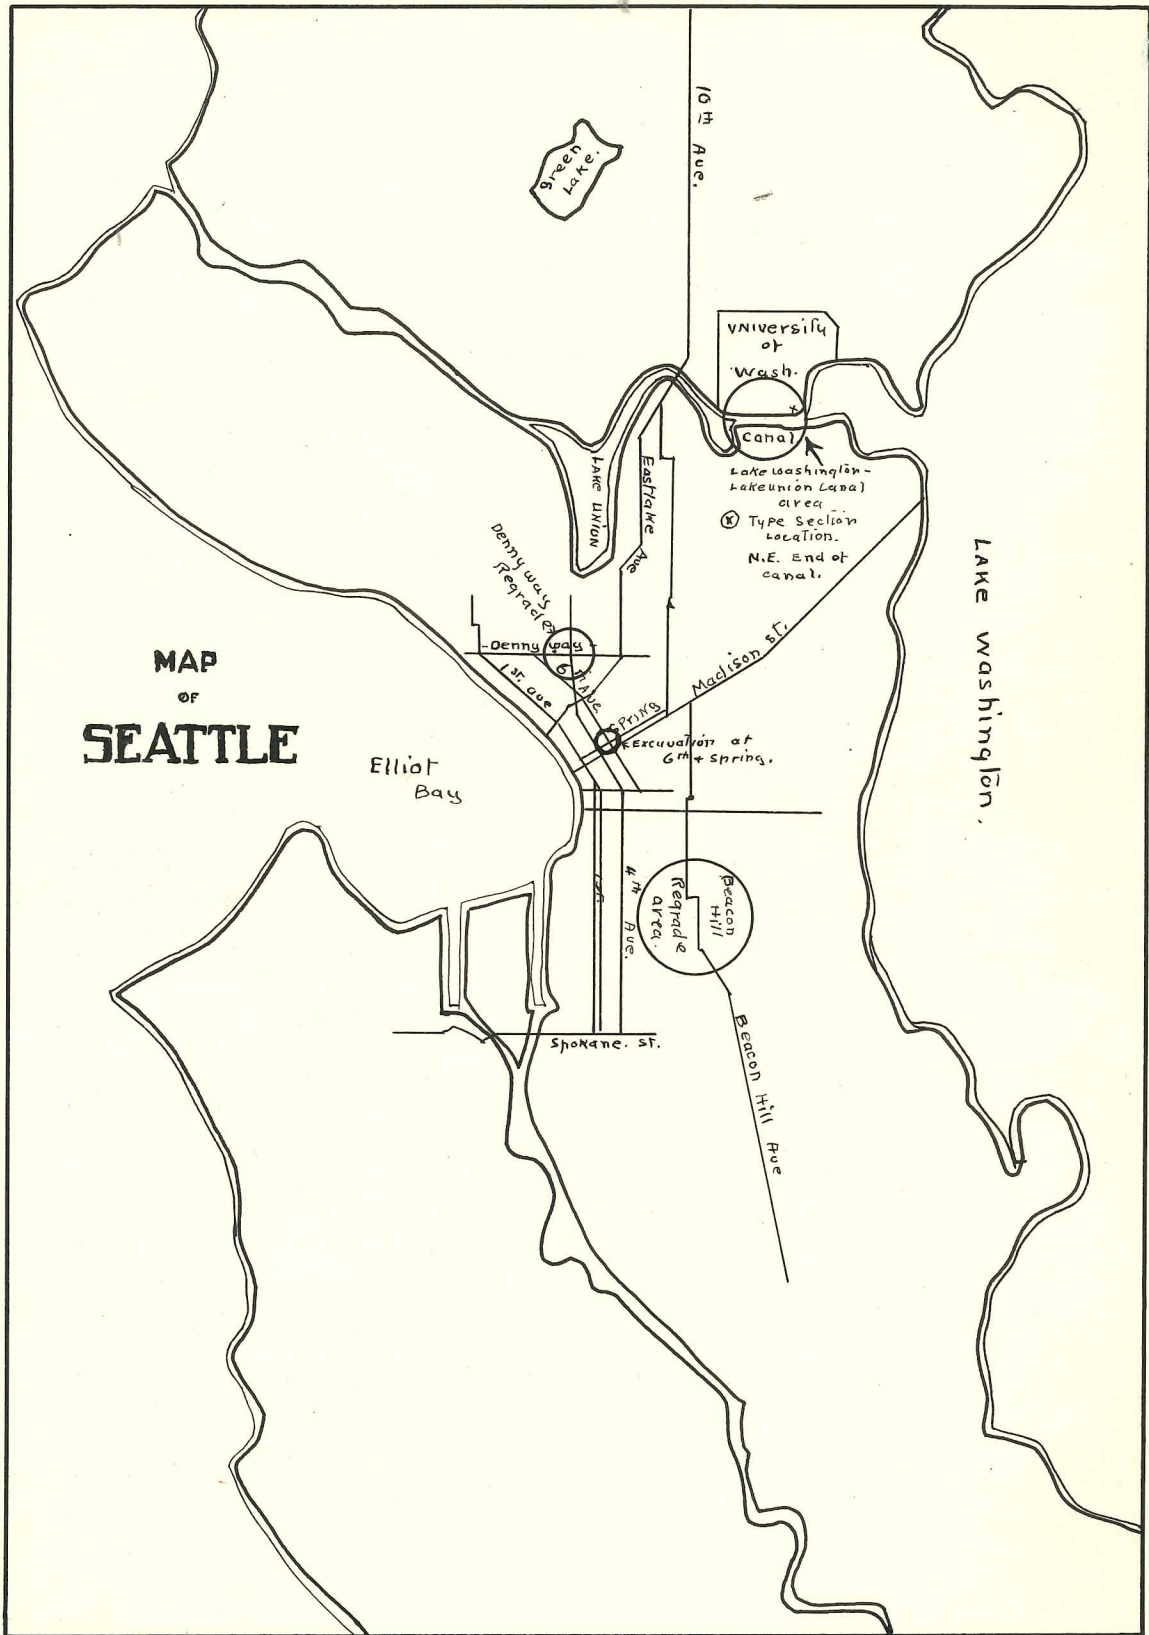 10th Ave.
Green
Lake.
University
of
Wash.
x
Canal
Lake Washington-
Lakeunion Canal
area
(x) Type Section
Location.
N.E. End of
canal.
LAKE UNION
Eastlake Ave
Denny way
Regrade
Denny way
6th Ave
1st. ave
Spring
Madison st.
Excavation at
6th + Spring.
LAKE washington.
MAP
OF
SEATTLE
Elliot
Bay
1st.
4th Ave.
Beacon
Hill
Regrade
area.
Spokane. st.
Beacon Hill Ave